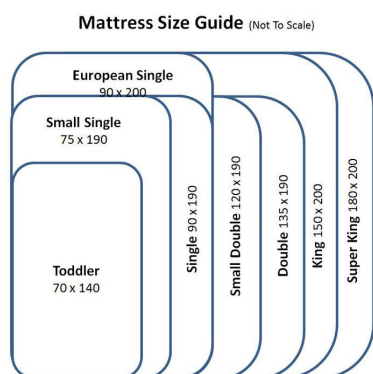 Mattress Size Guide (Not To Scale)
European Single
90 x 200
Small Single
75 x 190
Toddler
70 x 140
Single 90 x 190
Small Double 120 x 190
Double 135 x 190
King 150 x 200
Super King 180 x 200